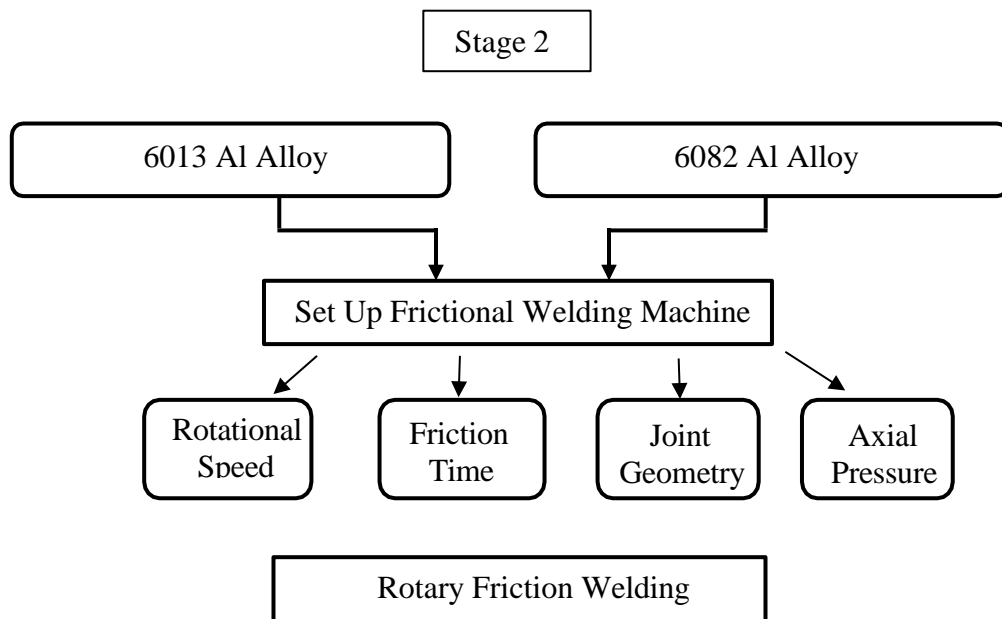 Stage 2
6013 Al Alloy
6082 Al Alloy
Set Up Frictional Welding Machine
Rotational
Speed
Friction
Time
Joint
Geometry
Axial
Pressure
Rotary Friction Welding